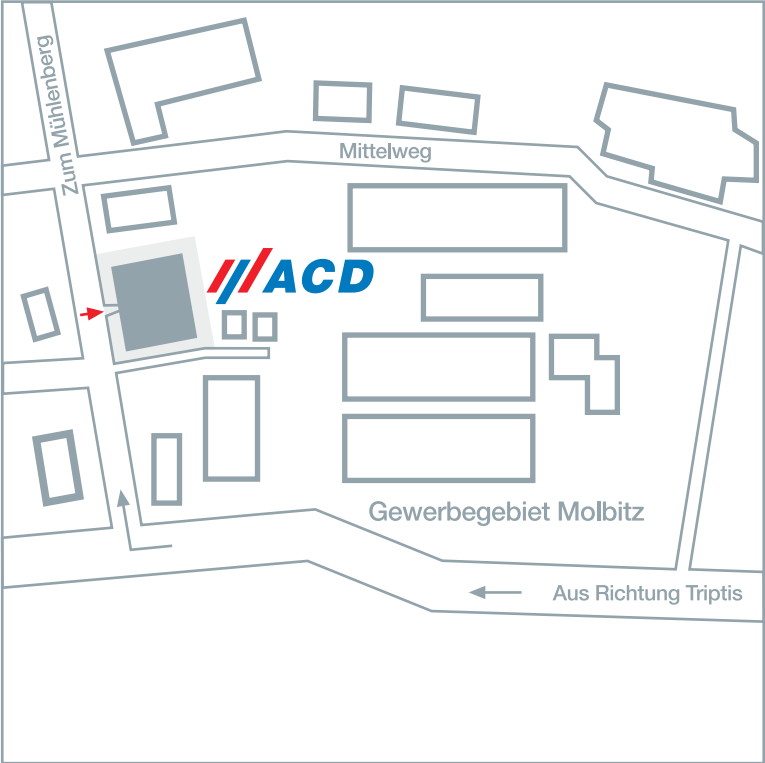 Zum Mühlenberg
Mittelweg
ACD
Gewerbegebiet Molbitz
Aus Richtung Triptis